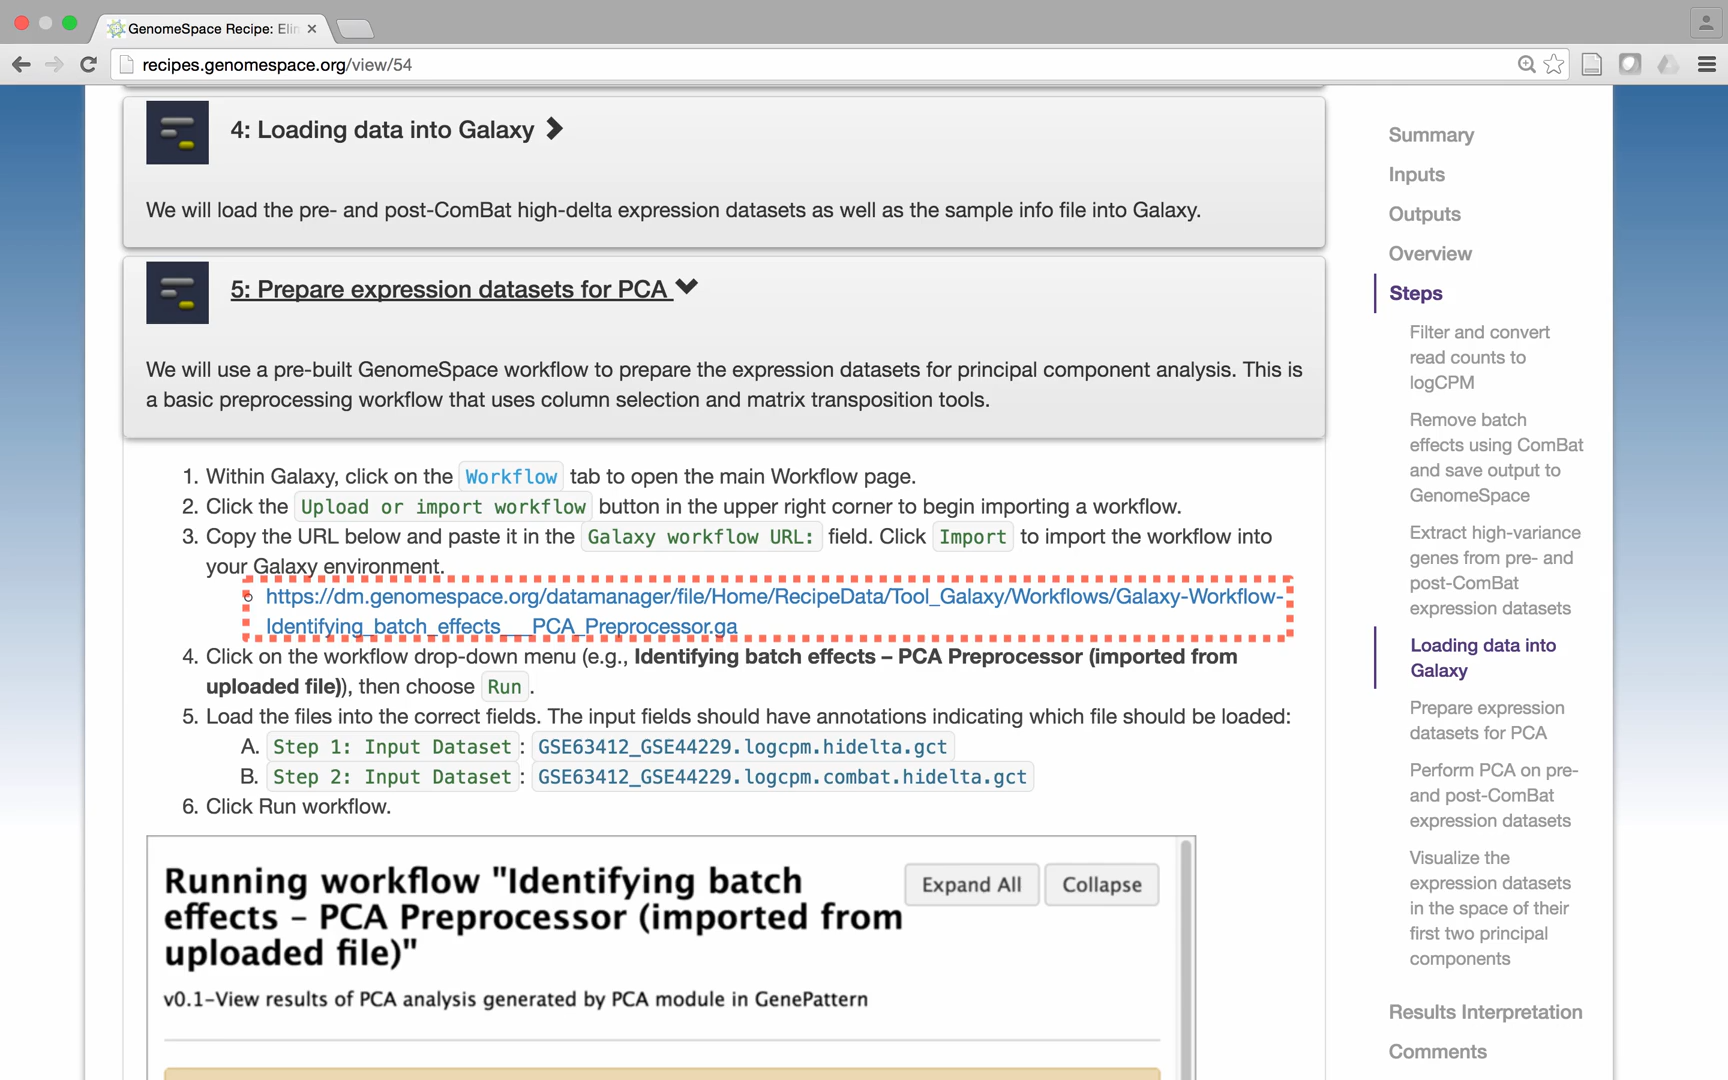 GenomeSpace Recipe: Elin
recipes.genomespace.org/view/54
4: Loading data into Galaxy
We will load the pre- and post-ComBat high-delta expression datasets as well as the sample info file into Galaxy.
5: Prepare expression datasets for PCA
We will use a pre-built GenomeSpace workflow to prepare the expression datasets for principal component analysis. This is
a basic preprocessing workflow that uses column selection and matrix transposition tools.
1. Within Galaxy, click on the Workflow tab to open the main Workflow page.
2. Click the Upload or import workflow button in the upper right corner to begin importing a workflow.
3. Copy the URL below and paste it in the Galaxy workflow URL: field. Click Import to import the workflow into
your Galaxy environment.
https://dm.genomespace.org/datamanager/file/Home/RecipeData/Tool_Galaxy/Workflows/Galaxy-Workflow-
Identifying_batch_effects___PCA_Preprocessor.ga
4. Click on the workflow drop-down menu (e.g., Identifying batch effects – PCA Preprocessor (imported from
uploaded file)), then choose Run.
5. Load the files into the correct fields. The input fields should have annotations indicating which file should be loaded:
A. Step 1: Input Dataset: GSE63412_GSE44229.logcpm.hidelta.gct
B. Step 2: Input Dataset: GSE63412_GSE44229.logcpm.combat.hidelta.gct
6. Click Run workflow.
Running workflow "Identifying batch
effects – PCA Preprocessor (imported from
uploaded file)"
Expand All
Collapse
v0.1-View results of PCA analysis generated by PCA module in GenePattern
Summary
Inputs
Outputs
Overview
Steps
Filter and convert
read counts to
logCPM
Remove batch
effects using ComBat
and save output to
GenomeSpace
Extract high-variance
genes from pre- and
post-ComBat
expression datasets
Loading data into
Galaxy
Prepare expression
datasets for PCA
Perform PCA on pre-
and post-ComBat
expression datasets
Visualize the
expression datasets
in the space of their
first two principal
components
Results Interpretation
Comments